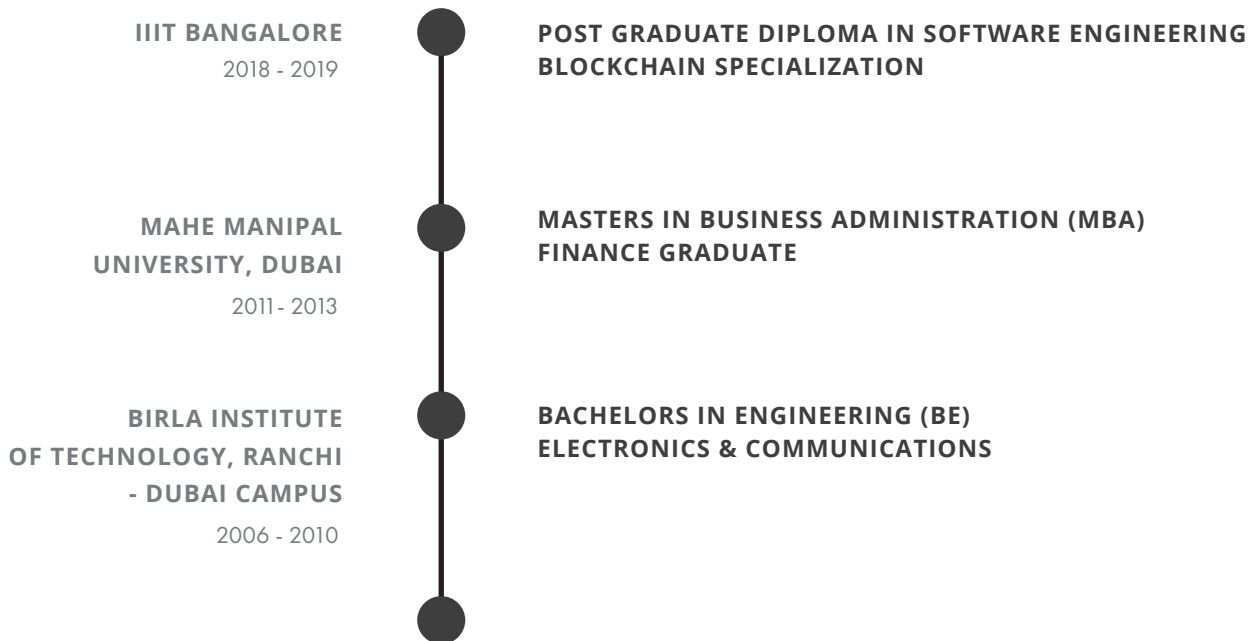 IIIT BANGALORE
2018 - 2019
POST GRADUATE DIPLOMA IN SOFTWARE ENGINEERING
BLOCKCHAIN SPECIALIZATION
MAHE MANIPAL
UNIVERSITY, DUBAI
2011 - 2013
MASTERS IN BUSINESS ADMINISTRATION (MBA)
FINANCE GRADUATE
BIRLA INSTITUTE
OF TECHNOLOGY, RANCHI
- DUBAI CAMPUS
2006 - 2010
BACHELORS IN ENGINEERING (BE)
ELECTRONICS & COMMUNICATIONS